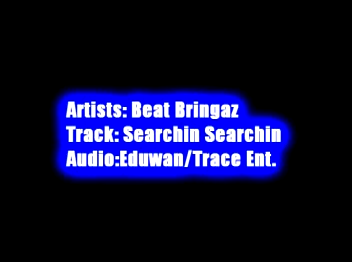 Artists: Beat Bringaz
Track: Searchin Searchin
Audio:Eduwan/Trace Ent.